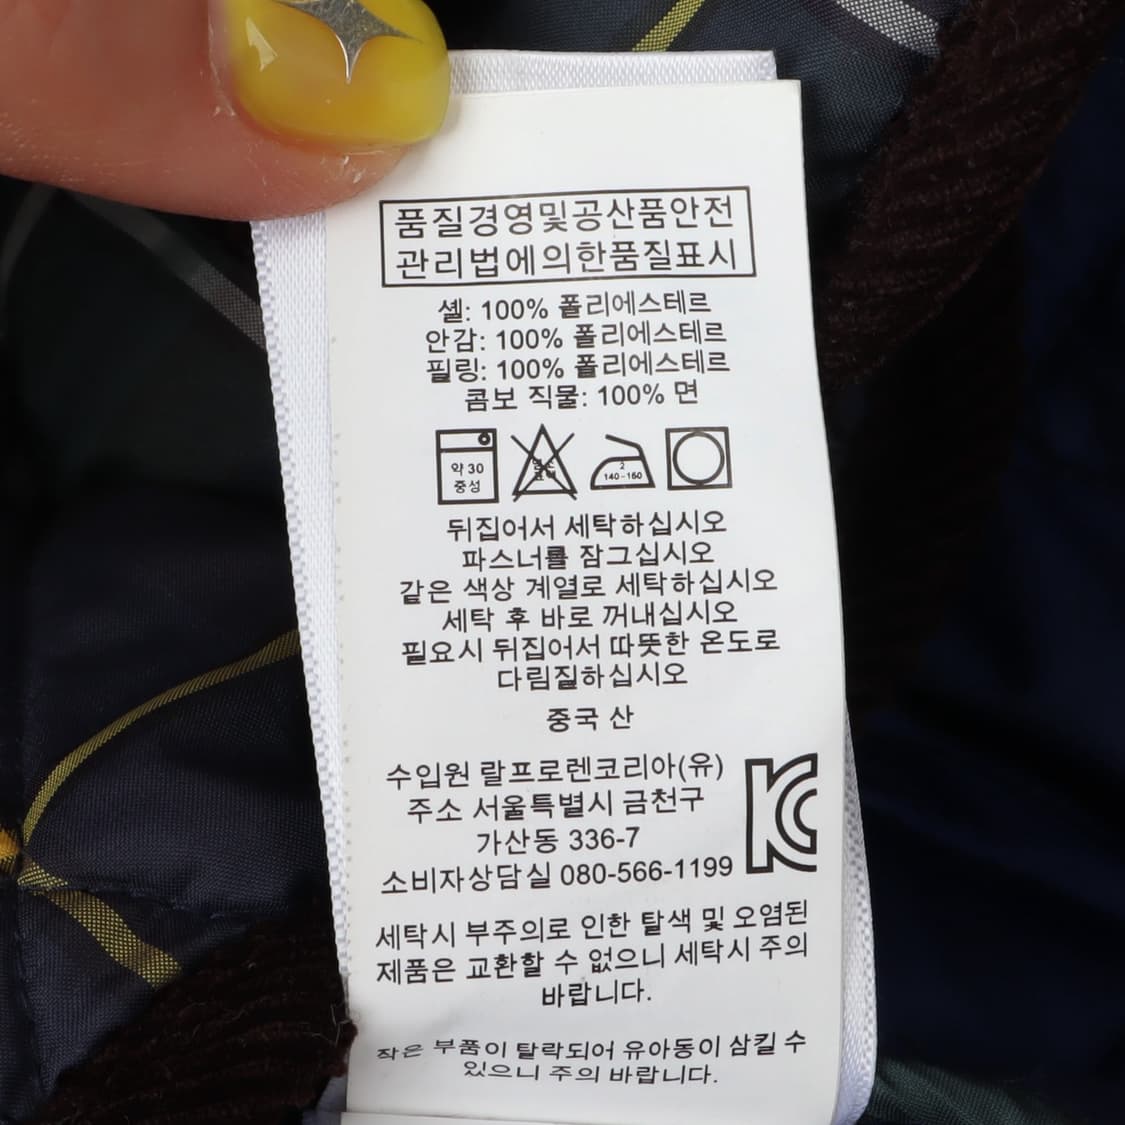 품질경영및공산품안전
관리법에의한품질표시
셸: 100% 폴리에스테르
안감: 100% 폴리에스테르
필링: 100% 폴리에스테르
콤보 직물: 100% 면
약 30
중성
염소
표백
2
140-160
뒤집어서 세탁하십시오
파스너를 잠그십시오
같은 색상 계열로 세탁하십시오
세탁 후 바로 꺼내십시오
필요시 뒤집어서 따뜻한 온도로
다림질하십시오
중국 산
수입원 랄프로렌코리아(유)
주소 서울특별시 금천구
가산동 336-7
소비자상담실 080-566-1199
KC
세탁시 부주의로 인한 탈색 및 오염된
제품은 교환할 수 없으니 세탁시 주의
바랍니다.
작은 부품이 탈락되어 유아동이 삼킬 수
있으니 주의 바랍니다.